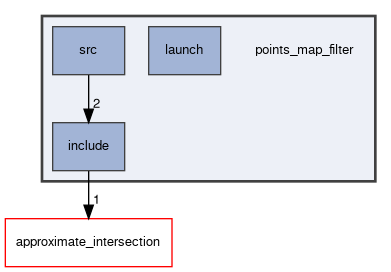 src
launch
points_map_filter
2
include
1
approximate_intersection